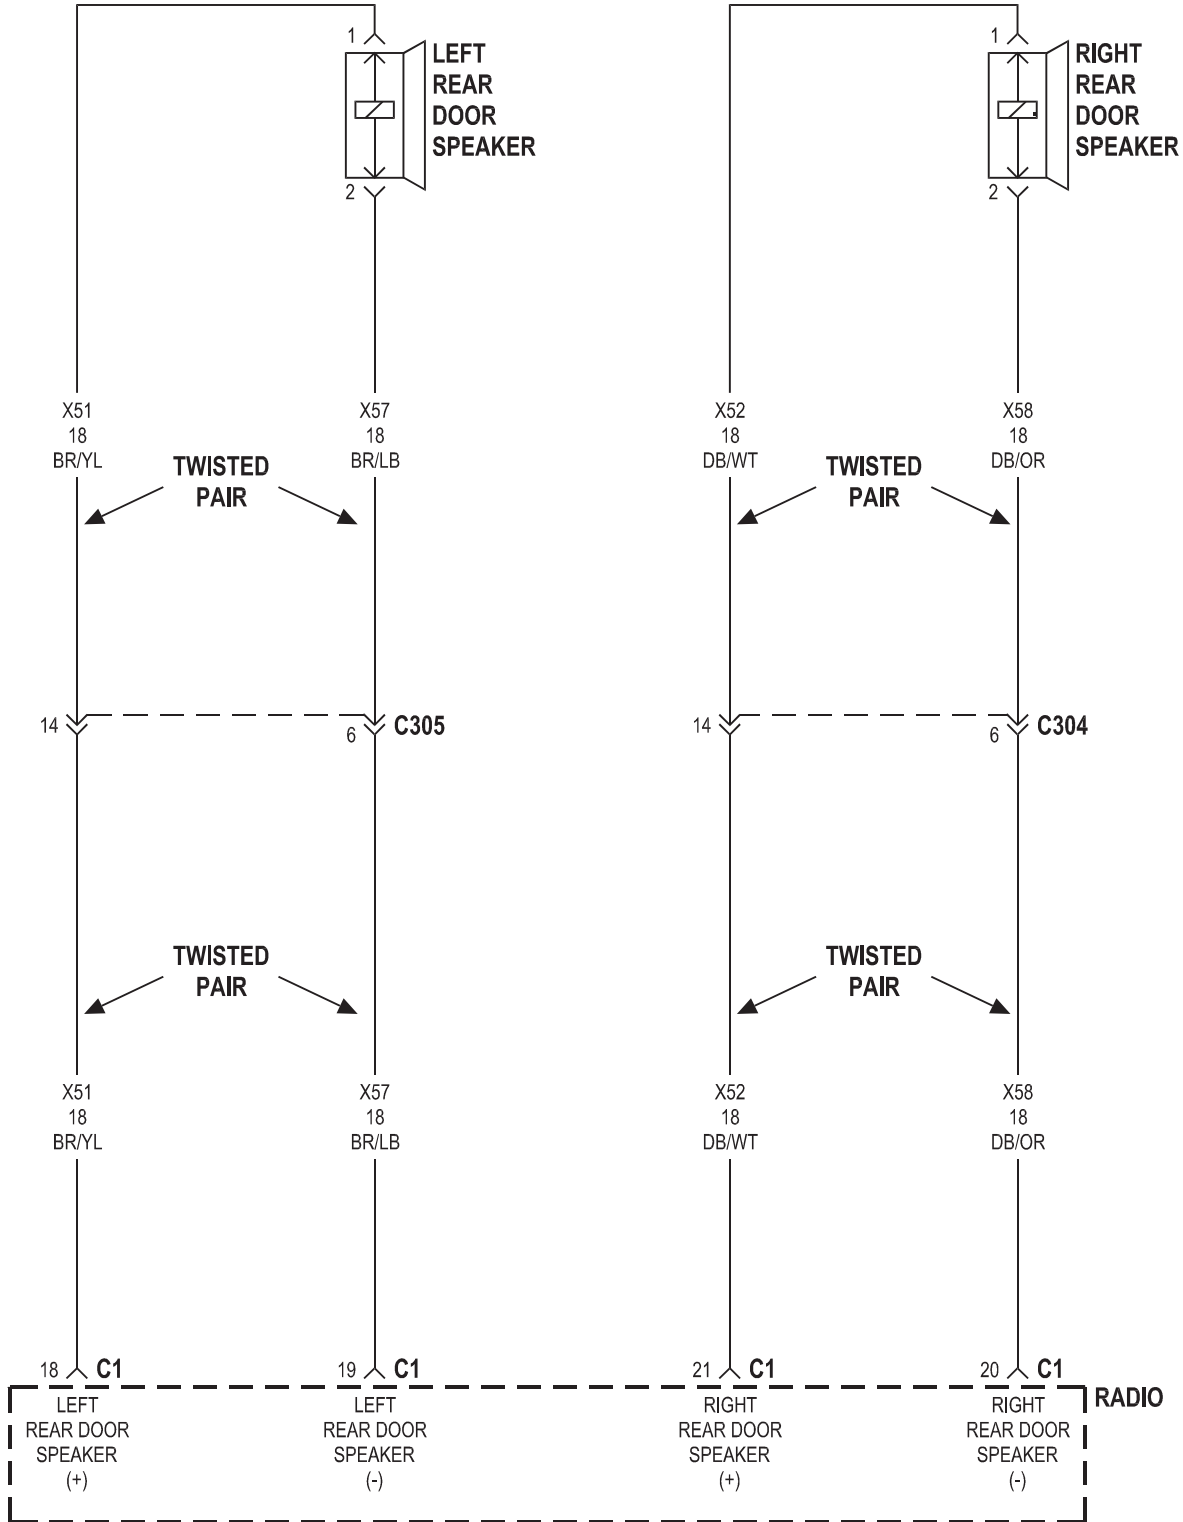 1
LEFT
REAR
DOOR
SPEAKER
2
1
RIGHT
REAR
DOOR
SPEAKER
2
X51
18
BR/YL
X57
18
BR/LB
X52
18
DB/WT
X58
18
DB/OR
TWISTED
PAIR
TWISTED
PAIR
14
6
C305
14
6
C304
TWISTED
PAIR
TWISTED
PAIR
X51
18
BR/YL
X57
18
BR/LB
X52
18
DB/WT
X58
18
DB/OR
18
C1
19
C1
21
C1
20
C1
RADIO
LEFT
REAR DOOR
SPEAKER
(+)
LEFT
REAR DOOR
SPEAKER
(-)
RIGHT
REAR DOOR
SPEAKER
(+)
RIGHT
REAR DOOR
SPEAKER
(-)